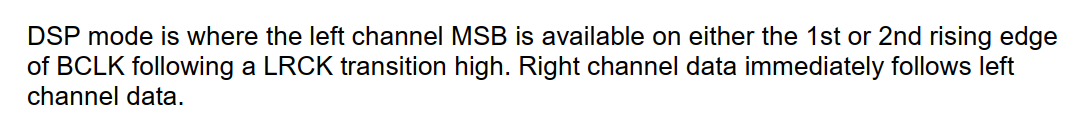 DSP mode is where the left channel MSB is available on either the 1st or 2nd rising edge
of BCLK following a LRCK transition high. Right channel data immediately follows left
channel data.